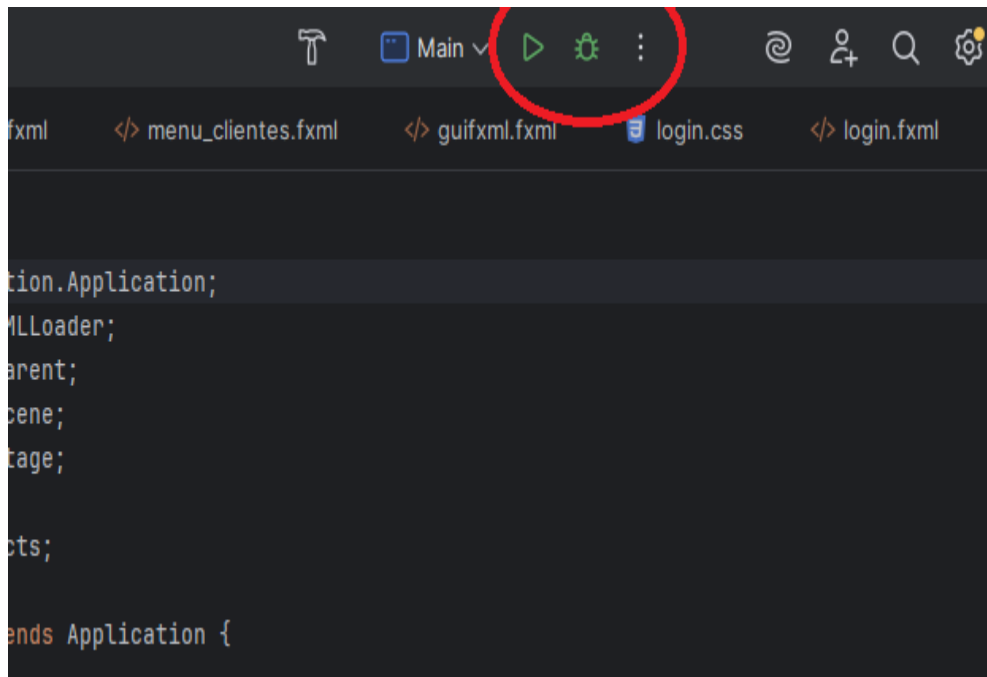 Main
fxml </> menu_clientes.fxml </> guifxml.fxml login.css </> login.fxml
tion.Application;
MLLoader;
arent;
cene;
tage;
cts;
ends Application {